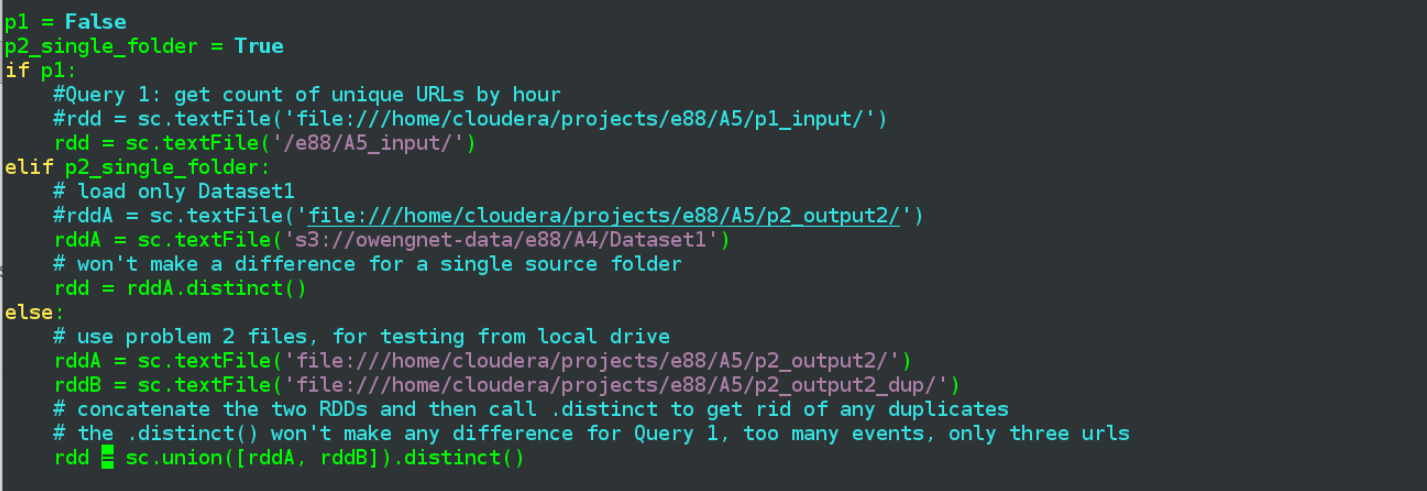 p1 = False
p2_single_folder = True
if p1:
    #Query 1: get count of unique URLs by hour
    #rdd = sc.textFile('file:///home/cloudera/projects/e88/A5/p1_input/')
    rdd = sc.textFile('/e88/A5_input/')
elif p2_single_folder:
    # load only Dataset1
    #rddA = sc.textFile('file:///home/cloudera/projects/e88/A5/p2_output2/')
    rddA = sc.textFile('s3://owengnet-data/e88/A4/Dataset1')
    # won't make a difference for a single source folder
    rdd = rddA.distinct()
else:
    # use problem 2 files, for testing from local drive
    rddA = sc.textFile('file:///home/cloudera/projects/e88/A5/p2_output2/')
    rddB = sc.textFile('file:///home/cloudera/projects/e88/A5/p2_output2_dup/')
    # concatenate the two RDDs and then call .distinct to get rid of any duplicates
    # the .distinct() won't make any difference for Query 1, too many events, only three urls
    rdd = sc.union([rddA, rddB]).distinct()